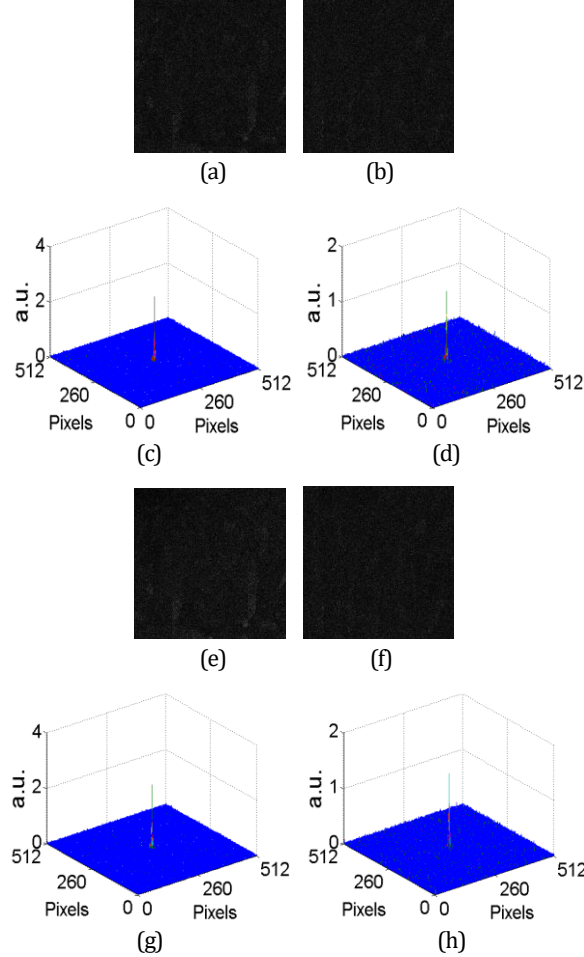 (a) (b)
4 2
a.u. 2 a.u. 1
0 0
512 512 512 512
260 260 260 260
Pixels 0 0 Pixels Pixels 0 0 Pixels
(c) (d)
(e) (f)
4 2
a.u. 2 a.u. 1
0 0
512 512 512 512
260 260 260 260
Pixels 0 0 Pixels Pixels 0 0 Pixels
(g) (h)